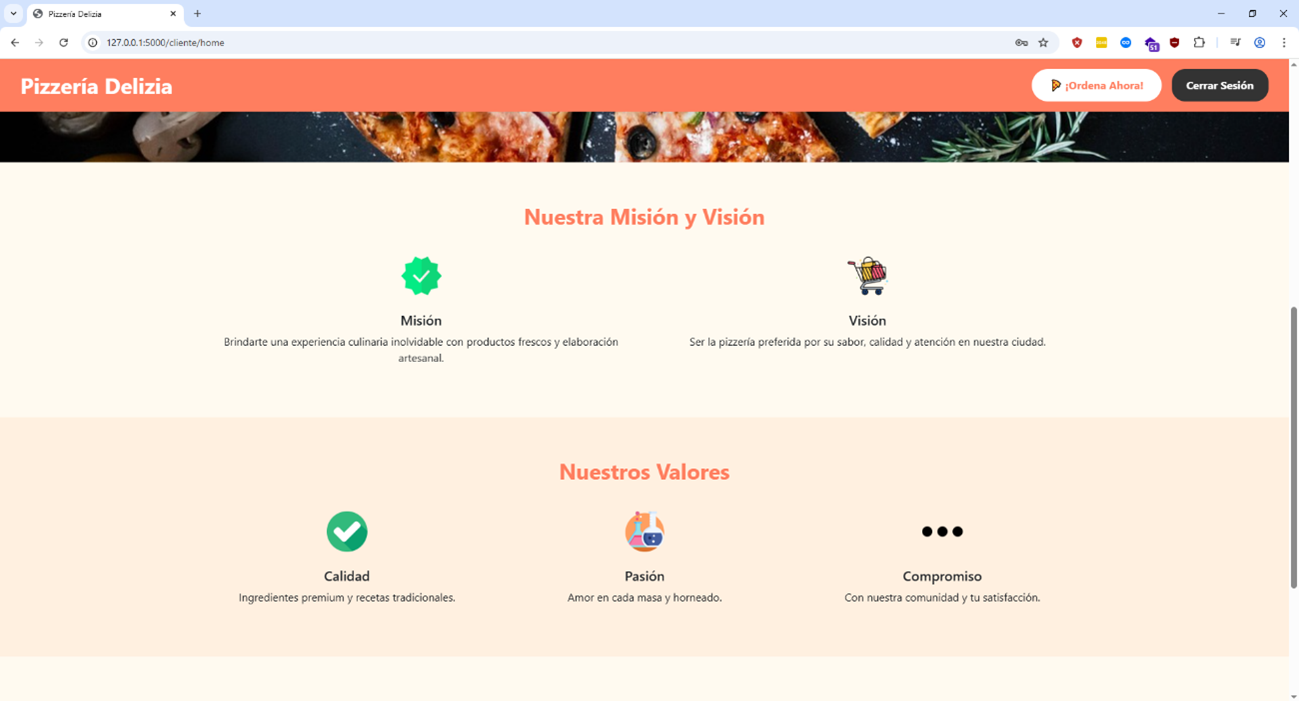 Pizzería Delizia
127.0.0.1:5000/cliente/home
51
Pizzería Delizia
¡Ordena Ahora!
Cerrar Sesión
Nuestra Misión y Visión
Misión
Brindarte una experiencia culinaria inolvidable con productos frescos y elaboración
artesanal.
Visión
Ser la pizzería preferida por su sabor, calidad y atención en nuestra ciudad.
Nuestros Valores
Calidad
Ingredientes premium y recetas tradicionales.
Pasión
Amor en cada masa y horneado.
Compromiso
Con nuestra comunidad y tu satisfacción.